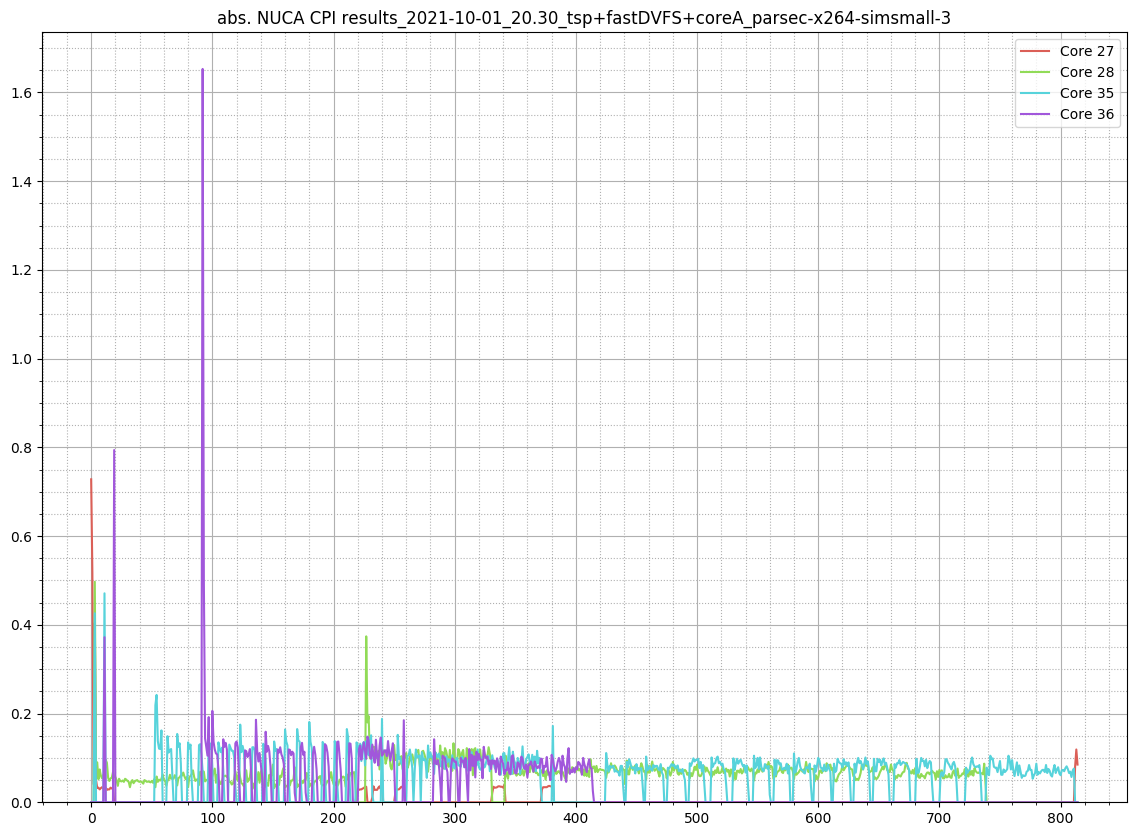 abs. NUCA CPI results_2021-10-01_20.30_tsp+fastDVFS+coreA_parsec-x264-simsmall-3
Core 27
Core 28
Core 35
Core 36
1.6
1.4
1.2
1.0
0.8
0.6
0.4
0.2
0.0
0 100 200 300 400 500 600 700 800